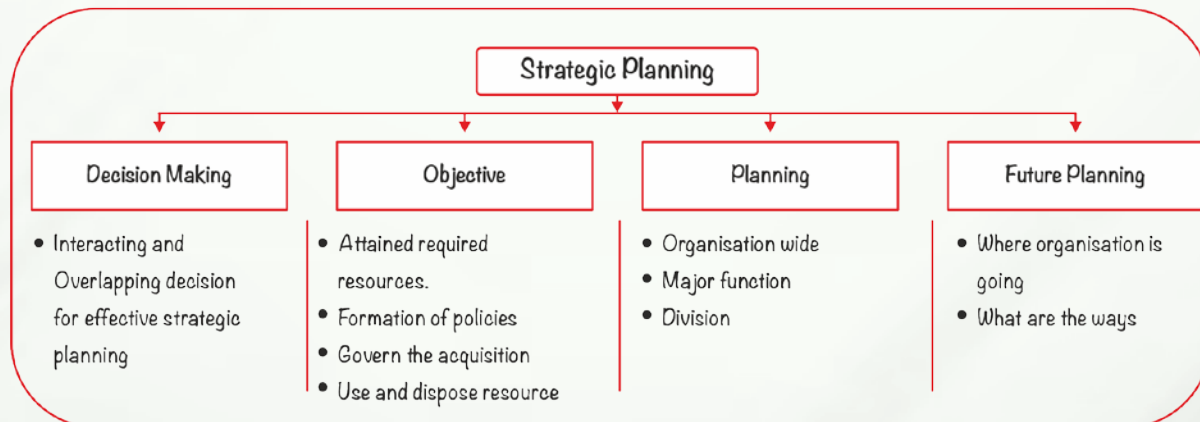 Strategic Planning
Decision Making
Interacting and
Overlapping decision
for effective strategic
planning
Objective
Attained required
resources.
Formation of policies
Govern the acquisition
Use and dispose resource
Planning
Organisation wide
Major function
Division
Future Planning
Where organisation is
going
What are the ways